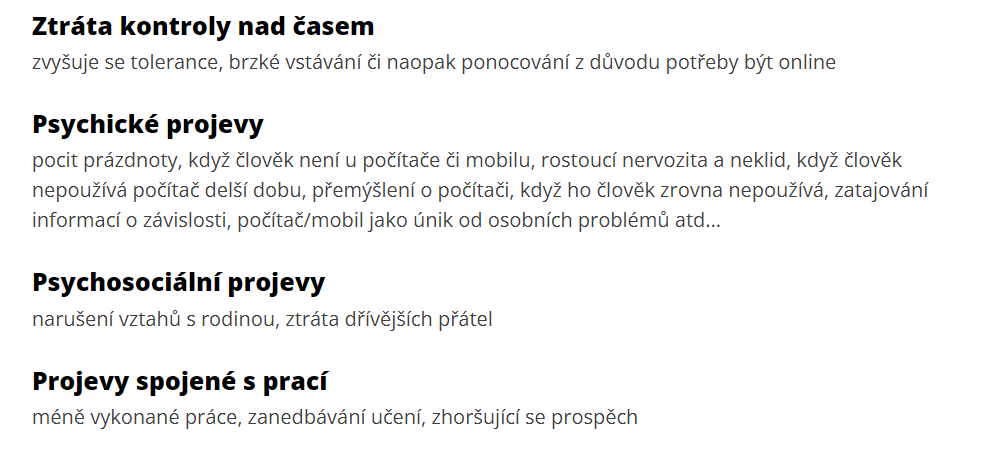 Ztráta kontroly nad časem
zvyšuje se tolerance, brzké vstávání či naopak ponocování z důvodu potřeby být online
Psychické projevy
pocit prázdnoty, když člověk není u počítače či mobilu, rostoucí nervozita a neklid, když člověk
nepoužívá počítač delší dobu, přemýšlení o počítači, když ho člověk zrovna nepoužívá, zatajování
informací o závislosti, počítač/mobil jako únik od osobních problémů atd...
Psychosociální projevy
narušení vztahů s rodinou, ztráta dřívějších přátel
Projevy spojené s prací
méně vykonané práce, zanedbávání učení, zhoršující se prospěch